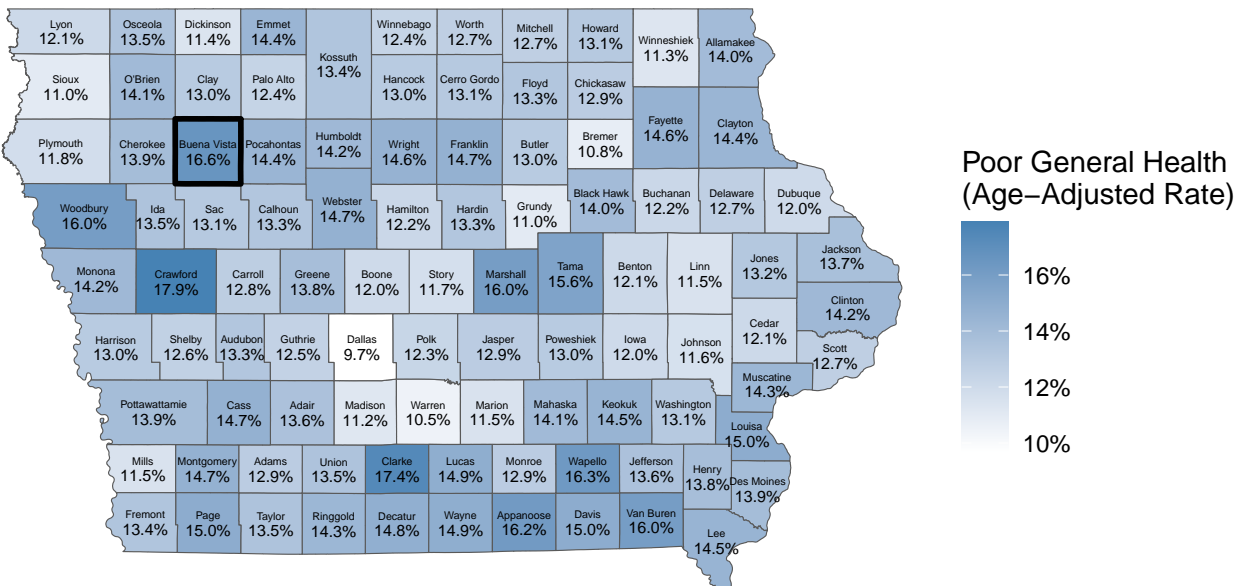 Lyon
12.1%
Osceola
13.5%
Dickinson
11.4%
Emmet
14.4%
Kossuth
13.4%
Winnebago
12.4%
Worth
12.7%
Mitchell
12.7%
Howard
13.1%
Winneshiek
11.3%
Allamakee
14.0%
Sioux
11.0%
O'Brien
14.1%
Clay
13.0%
Palo Alto
12.4%
Hancock
13.0%
Cerro Gordo
13.1%
Floyd
13.3%
Chickasaw
12.9%
Plymouth
11.8%
Cherokee
13.9%
Buena Vista
16.6%
Pocahontas
14.4%
Humboldt
14.2%
Wright
14.6%
Franklin
14.7%
Butler
13.0%
Bremer
10.8%
Fayette
14.6%
Clayton
14.4%
Woodbury
16.0%
Ida
13.5%
Sac
13.1%
Calhoun
13.3%
Webster
14.7%
Hamilton
12.2%
Hardin
13.3%
Grundy
11.0%
Black Hawk
14.0%
Buchanan
12.2%
Delaware
12.7%
Dubuque
12.0%
Monona
14.2%
Crawford
17.9%
Carroll
12.8%
Greene
13.8%
Boone
12.0%
Story
11.7%
Marshall
16.0%
Tama
15.6%
Benton
12.1%
Linn
11.5%
Jones
13.2%
Jackson
13.7%
Clinton
14.2%
Harrison
13.0%
Shelby
12.6%
Audubon
13.3%
Guthrie
12.5%
Dallas
9.7%
Polk
12.3%
Jasper
12.9%
Poweshiek
13.0%
Iowa
12.0%
Johnson
11.6%
Cedar
12.1%
Scott
12.7%
Muscatine
14.3%
Pottawattamie
13.9%
Cass
14.7%
Adair
13.6%
Madison
11.2%
Warren
10.5%
Marion
11.5%
Mahaska
14.1%
Keokuk
14.5%
Washington
13.1%
Louisa
15.0%
Mills
11.5%
Montgomery
14.7%
Adams
12.9%
Union
13.5%
Clarke
17.4%
Lucas
14.9%
Monroe
12.9%
Wapello
16.3%
Jefferson
13.6%
Henry
13.8%
Des Moines
13.9%
Fremont
13.4%
Page
15.0%
Taylor
13.5%
Ringgold
14.3%
Decatur
14.8%
Wayne
14.9%
Appanoose
16.2%
Davis
15.0%
Van Buren
16.0%
Lee
14.5%
Poor General Health
(Age−Adjusted Rate)
16%
14%
12%
10%